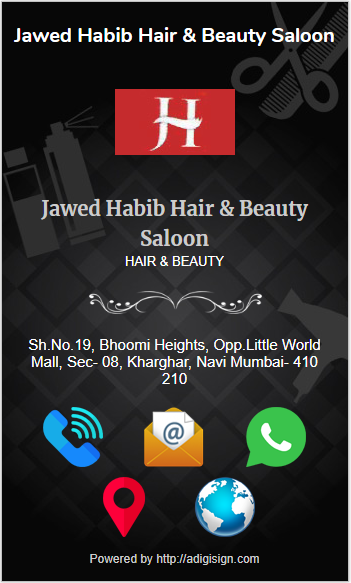 Jawed Habib Hair & Beauty Saloon
JH
Jawed Habib Hair & Beauty
Saloon
HAIR & BEAUTY
Sh.No.19, Bhoomi Heights, Opp.Little World
Mall, Sec- 08, Kharghar, Navi Mumbai- 410
210
@
Powered by http://adigisign.com